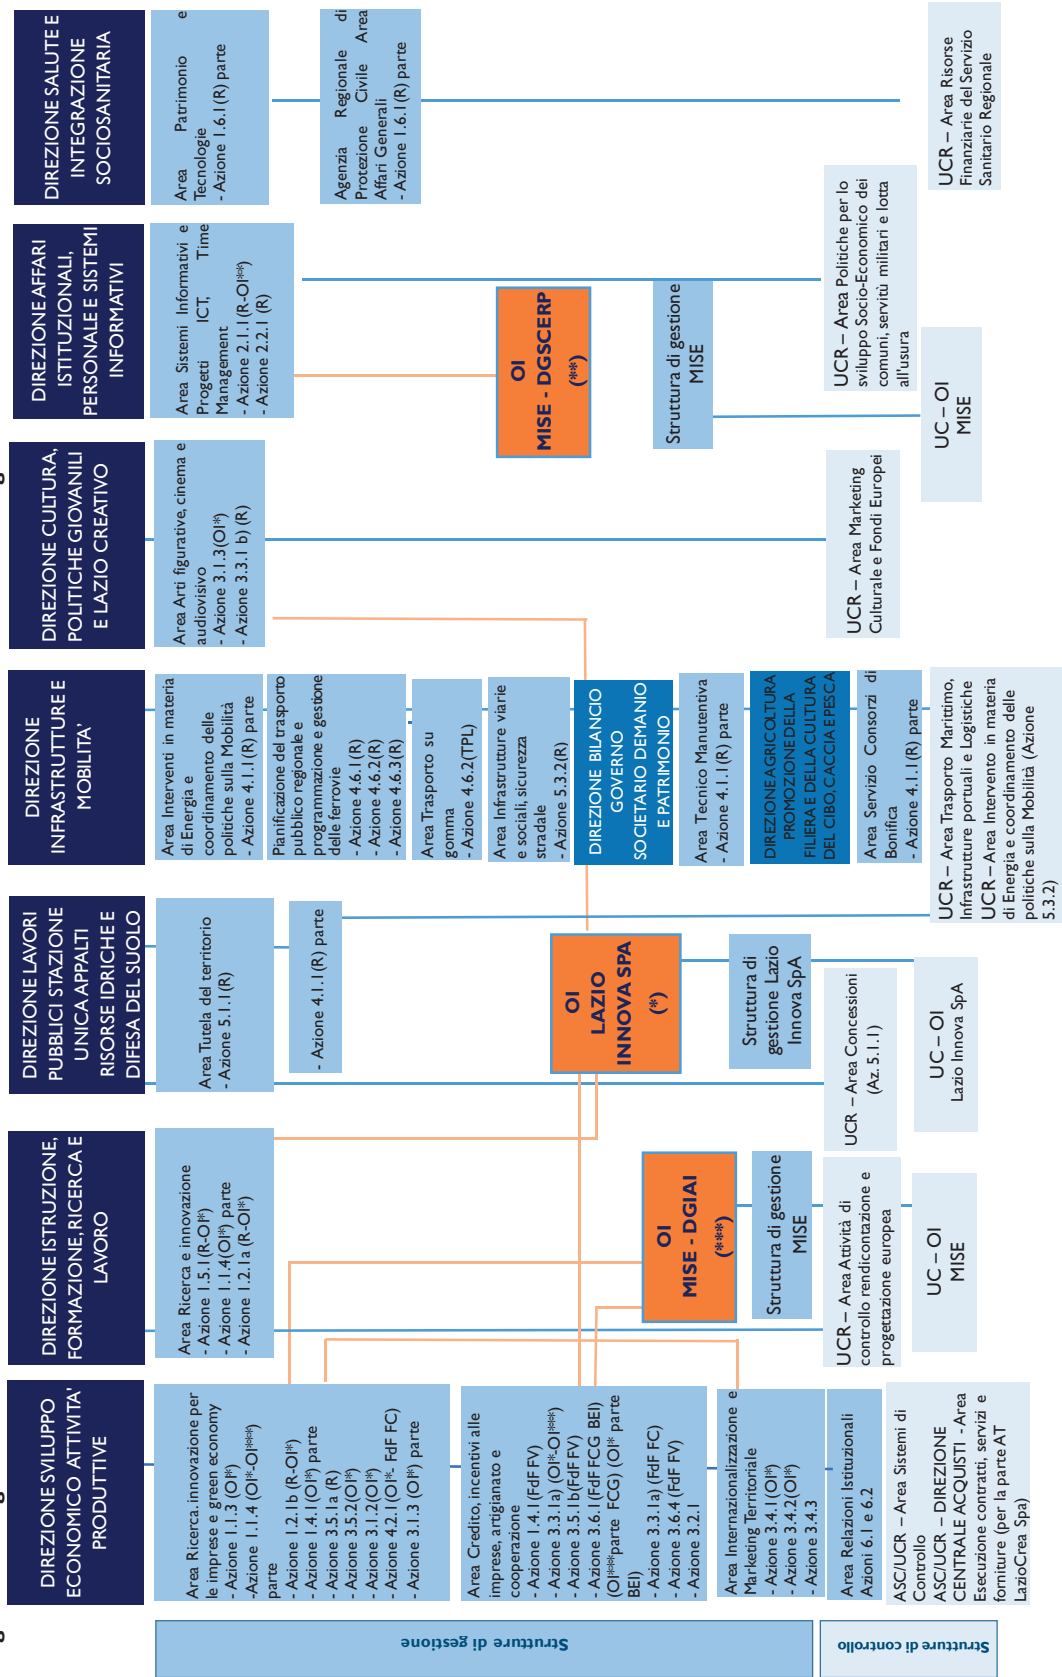 DIREZIONE SVILUPPO
ECONOMICO ATTIVITA'
PRODUTTIVE
Area Ricerca. innovazione per
le imprese e green economy
- Azione 1.1.3 (OI*)
-Azione 1.1.4 (OI*-OI***)
parte
- Azione 1.2.1b (R-OI*)
- Azione 1.4.1(OI*) parte
- Azione 3.5.1a (R)
- Azione 3.5.2(OI*)
- Azione 3.1.2(OI*)
- Azione 4.2.1(OI*- FdF FC)
- Azione 3.1.3 (OI*) parte
Area Credito, incentivi alle
imprese, artigianato e
cooperazione
- Azione 1.4.1(FdF FV)
- Azione 3.3.1a) (OI*-OI***)
- Azione 3.5.1b(FdF FV)
- Azione 3.6.1(FdF FCG BEI)
(OI***parte FCG) (OI* parte
BEI)
- Azione 3.3.1a) (FdF FC)
- Azione 3.6.4 (FdF FV)
- Azione 3.2.1
Area Internazionalizzazione e
Marketing Territoriale
- Azione 3.4.1(OI*)
- Azione 3.4.2(OI*)
- Azione 3.4.3
Area Relazioni Istituzionali
Azioni 6.1 e 6.2
ASC/UCR – Area Sistemi di
Controllo
ASC/UCR – DIREZIONE
CENTRALE ACQUISTI - Area
Esecuzione contratti, servizi e
forniture (per la parte AT
LazioCrea Spa)
DIREZIONE ISTRUZIONE,
FORMAZIONE, RICERCA E
LAVORO
Area Ricerca e innovazione
- Azione 1.5.1(R-OI*)
- Azione 1.1.4(OI*) parte
- Azione 1.2.1a (R-OI*)
OI
MISE - DGIAI
(***)
Struttura di gestione
MISE
UCR – Area Attività di
controllo rendicontazione e
progettazione europea
UC – OI
MISE
DIREZIONE LAVORI
PUBBLICI STAZIONE
UNICA APPALTI
RISORSE IDRICHE E
DIFESA DEL SUOLO
Area Tutela del territorio
- Azione 5.1.1(R)
- Azione 4.1.1(R) parte
OI
LAZIO
INNOVA SPA
(*)
Struttura di
gestione Lazio
Innova SpA
UCR – Area Concessioni
(Az. 5.1.1)
UC – OI
Lazio Innova SpA
DIREZIONE
INFRASTRUTTURE E
MOBILITA'
Area Interventi in materia
di Energia e
coordinamento delle
politiche sulla Mobilità
- Azione 4.1.1(R) parte
Pianificazione del trasporto
pubblico regionale e
programmazione e gestione
delle ferrovie
- Azione 4.6.1(R)
- Azione 4.6.2(R)
- Azione 4.6.3(R)
Area Trasporto su
gomma
- Azione 4.6.2(TPL)
Area Infrastrutture viarie
e sociali, sicurezza
stradale
- Azione 5.3.2(R)
DIREZIONE BILANCIO
GOVERNO
SOCIETARIO DEMANIO
E PATRIMONIO
Area Tecnico Manutentiva
- Azione 4.1.1(R) parte
DIREZIONE AGRICOLTURA
PROMOZIONE DELLA
FILIERA E DELLA CULTURA
DEL CIBO, CACCIA E PESCA
Area Servizio Consorzi di
Bonifica
- Azione 4.1.1(R) parte
UCR – Area Trasporto Marittimo,
Infrastrutture portuali e Logistiche
UCR – Area Intervento in materia
di Energia e coordinamento delle
politiche sulla Mobilità (Azione
5.3.2)
DIREZIONE CULTURA,
POLITICHE GIOVANILI
E LAZIO CREATIVO
Area Arti figurative, cinema e
audiovisivo
- Azione 3.1.3(OI*)
- Azione 3.3.1 b) (R)
UCR – Area Marketing
Culturale e Fondi Europei
DIREZIONE AFFARI
ISTITUZIONALI,
PERSONALE E SISTEMI
INFORMATIVI
Area Sistemi Informativi e
Progetti ICT, Time
Management
- Azione 2.1.1(R-OI**)
- Azione 2.2.1 (R)
OI
MISE - DGSCERP
(**)
Struttura di gestione
MISE
UCR – Area Politiche per lo
sviluppo Socio-Economico dei
comuni, servitù militari e lotta
all'usura
UC – OI
MISE
DIREZIONE SALUTE E
INTEGRAZIONE
SOCIOSANITARIA
Area Patrimonio e
Tecnologie
- Azione 1.6.1(R) parte
Agenzia Regionale di
Protezione Civile Area
Affari Generali
- Azione 1.6.1(R) parte
UCR – Area Risorse
Finanziarie del Servizio
Sanitario Regionale
Strutture di gestione
Strutture di controllo